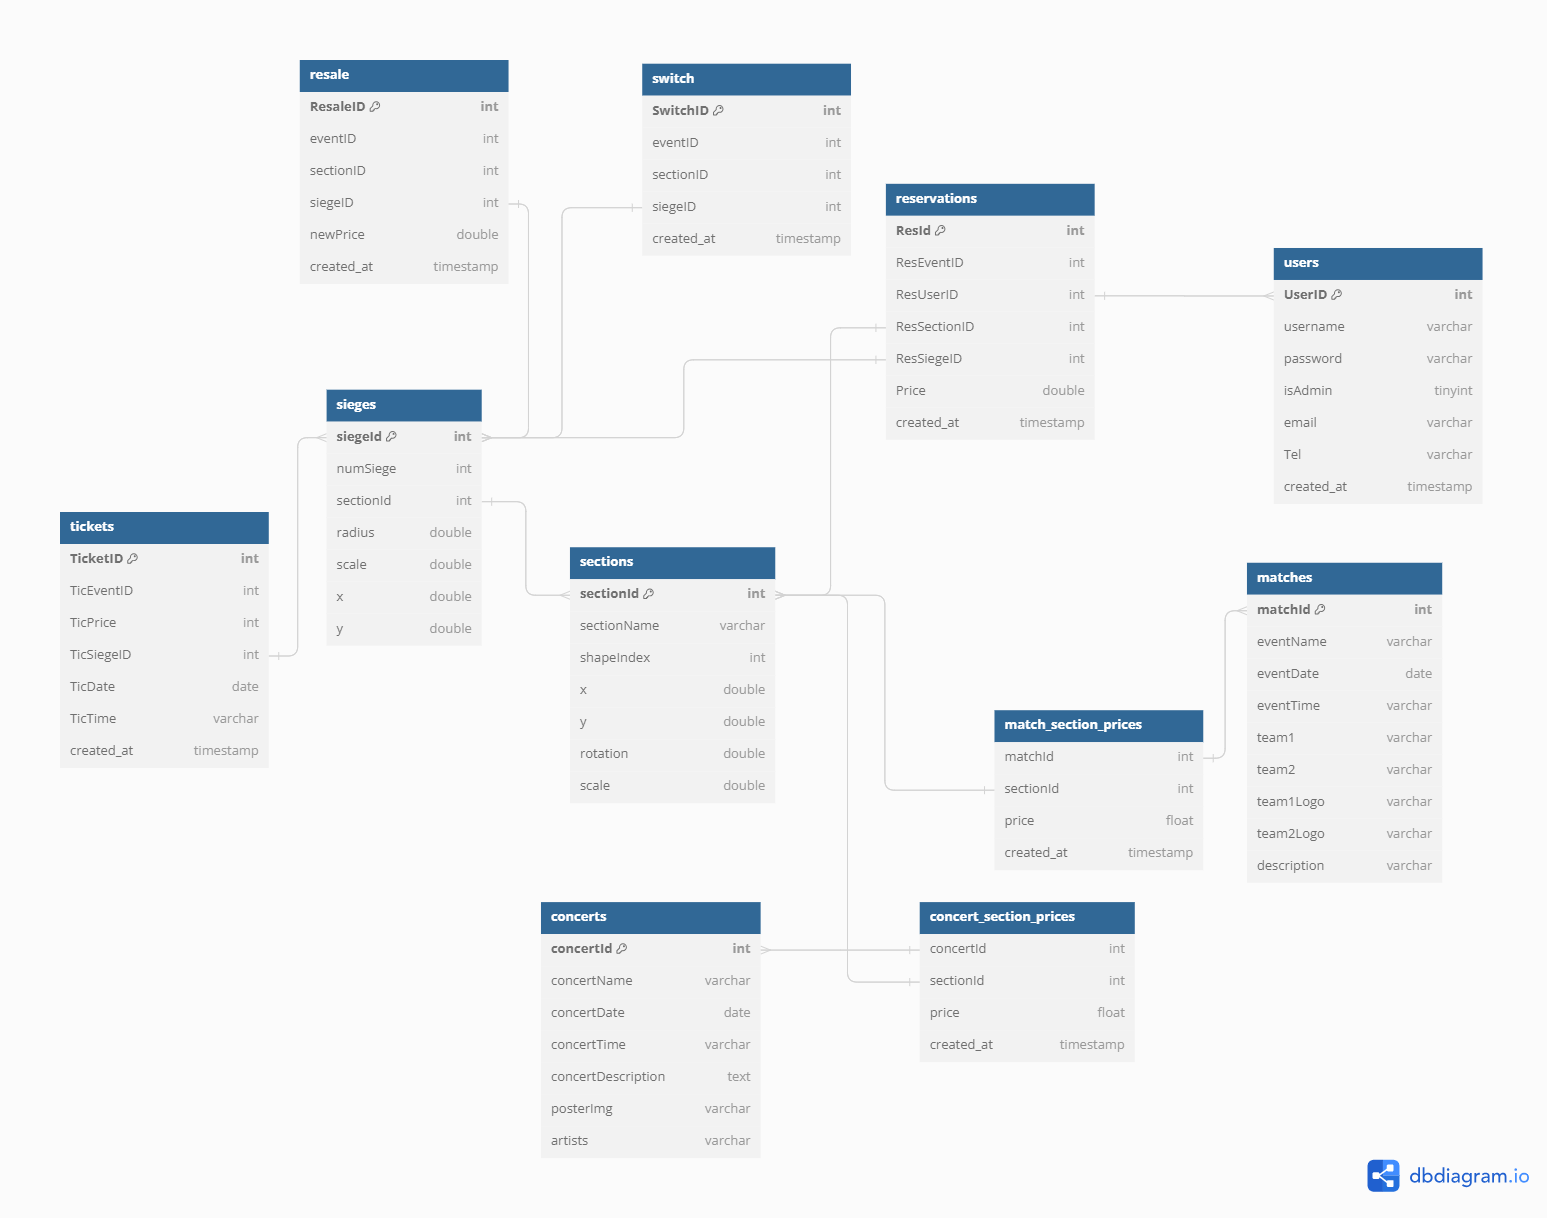 resale
ResaleID int
eventID int
sectionID int
siegeID int
newPrice double
created_at timestamp
switch
SwitchID int
eventID int
sectionID int
siegeID int
created_at timestamp
reservations
ResId int
ResEventID int
ResUserID int
ResSectionID int
ResSiegeID int
Price double
created_at timestamp
users
UserID int
username varchar
password varchar
isAdmin tinyint
email varchar
Tel varchar
created_at timestamp
sieges
siegeId int
numSiege int
sectionId int
radius double
scale double
x double
y double
tickets
TicketID int
TicEventID int
TicPrice int
TicSiegeID int
TicDate date
TicTime varchar
created_at timestamp
sections
sectionId int
sectionName varchar
shapeIndex int
x double
y double
rotation double
scale double
matches
matchId int
eventName varchar
eventDate date
eventTime varchar
team1 varchar
team2 varchar
team1Logo varchar
team2Logo varchar
description varchar
match_section_prices
matchId int
sectionId int
price float
created_at timestamp
concerts
concertId int
concertName varchar
concertDate date
concertTime varchar
concertDescription text
posterImg varchar
artists varchar
concert_section_prices
concertId int
sectionId int
price float
created_at timestamp
dbdiagram.io